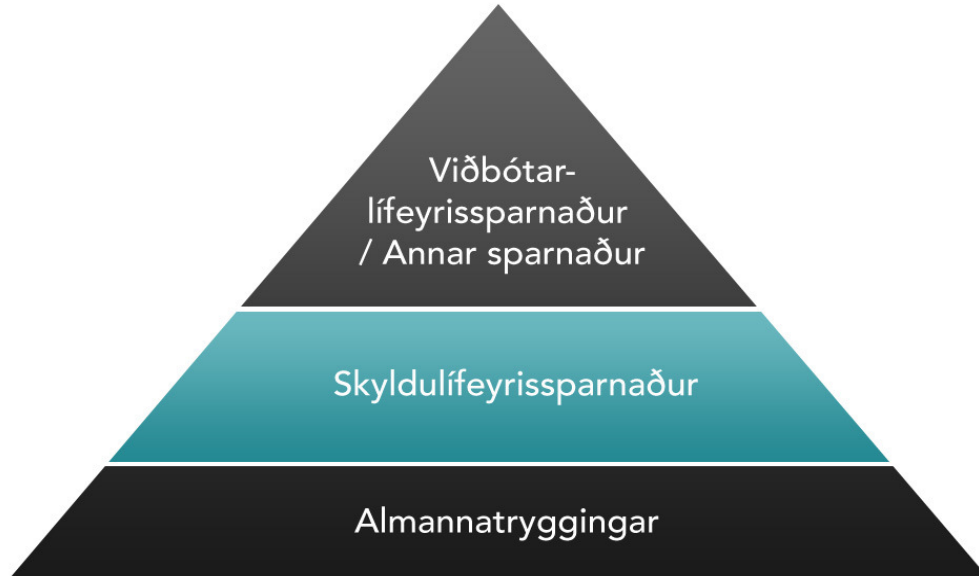 Viðbótar-
lífeyrissparnaður
/ Annar sparnaður
Skyldulífeyrissparnaður
Almannatryggingar